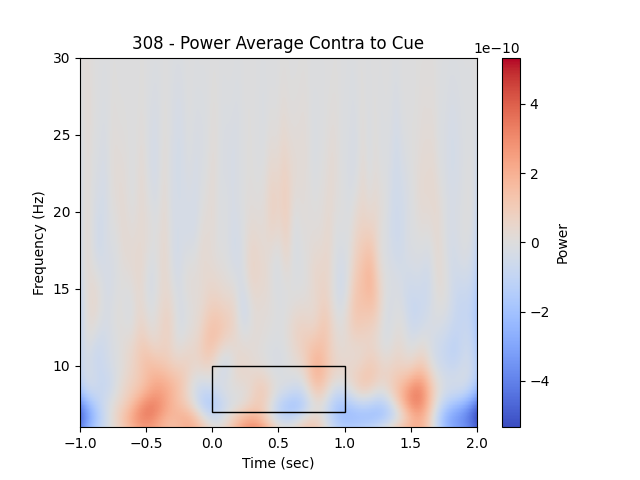 308 - Power Average Contra to Cue
1e−10
30
25
20
15
10
Frequency (Hz)
−1.0 −0.5 0.0 0.5 1.0 1.5 2.0
Time (sec)
4
2
0
−2
−4
Power